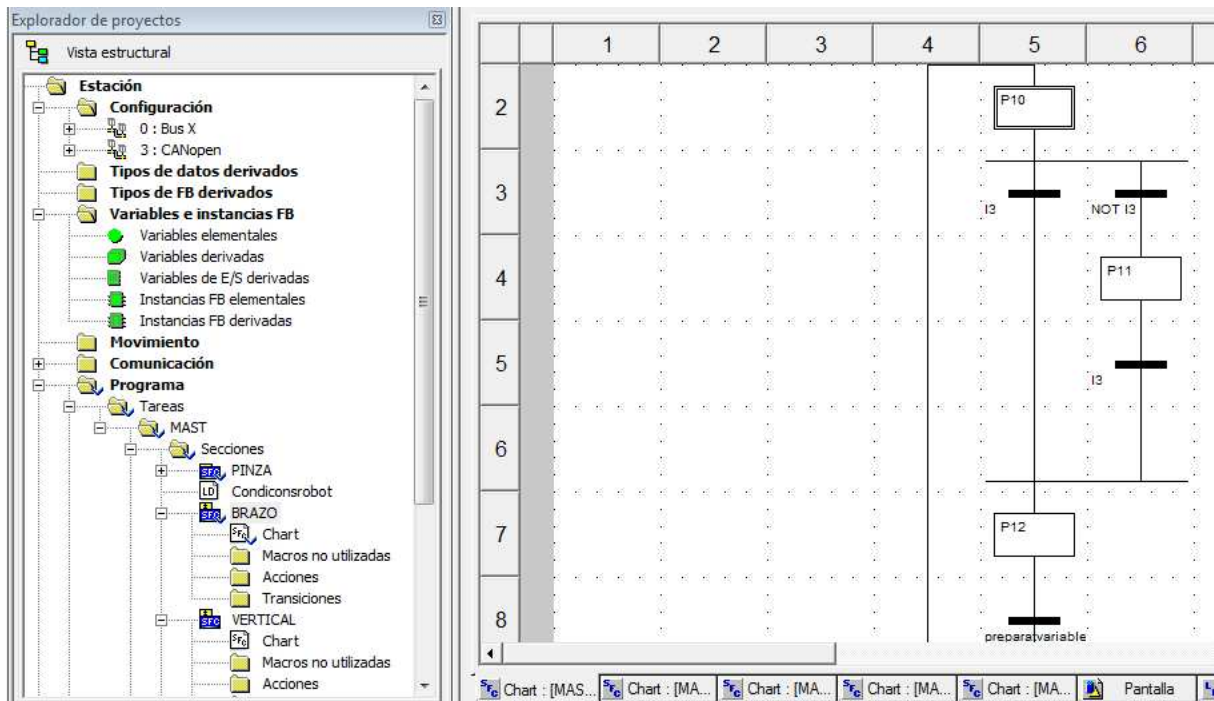 Explorador de proyectos
Vista estructural
Estación
Configuración
0 : Bus X
3 : CANopen
Tipos de datos derivados
Tipos de FB derivados
Variables e instancias FB
Variables elementales
Variables derivadas
Variables de E/S derivadas
Instancias FB elementales
Instancias FB derivadas
Movimiento
Comunicación
Programa
Tareas
MAST
Secciones
PINZA
LD Condiconsrobot
BRAZO
Chart
Macros no utilizadas
Acciones
Transiciones
VERTICAL
Chart
Macros no utilizadas
Acciones
1 2 3 4 5 6
2
P10
3
I3 NOT I3
4
P11
5
I3
6
7
P12
8
preparatvariable
Chart : [MAS... Chart : [MA... Chart : [MA... Chart : [MA... Chart : [MA... Pantalla